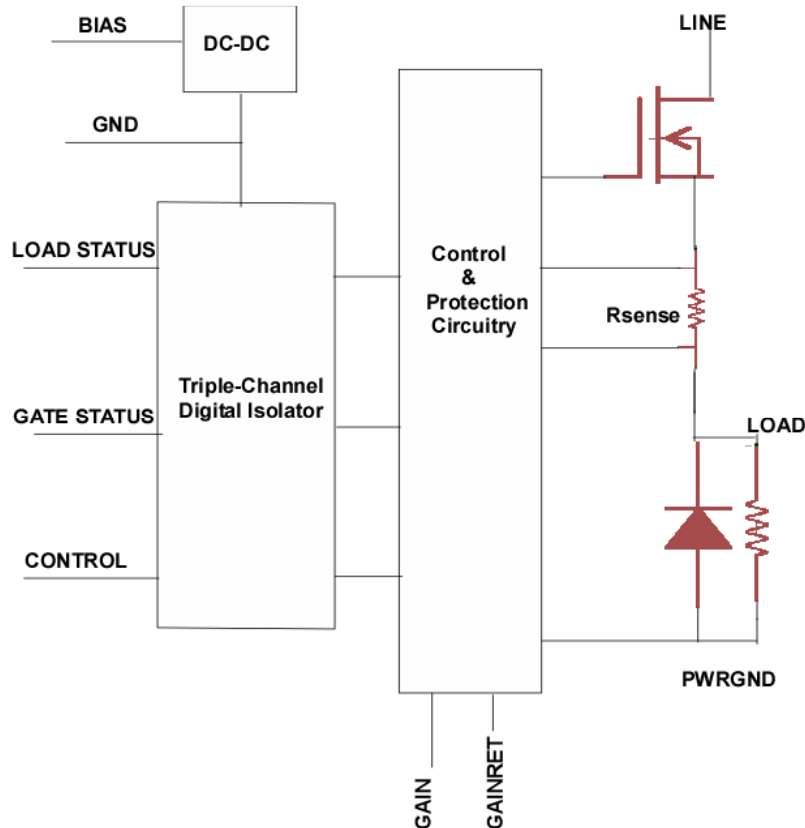 BIAS
DC-DC
LINE
GND
LOAD STATUS
Control
&
Protection
Circuitry
Rsense
Triple-Channel
Digital Isolator
GATE STATUS
LOAD
CONTROL
PWRGND
GAIN
GAINRET